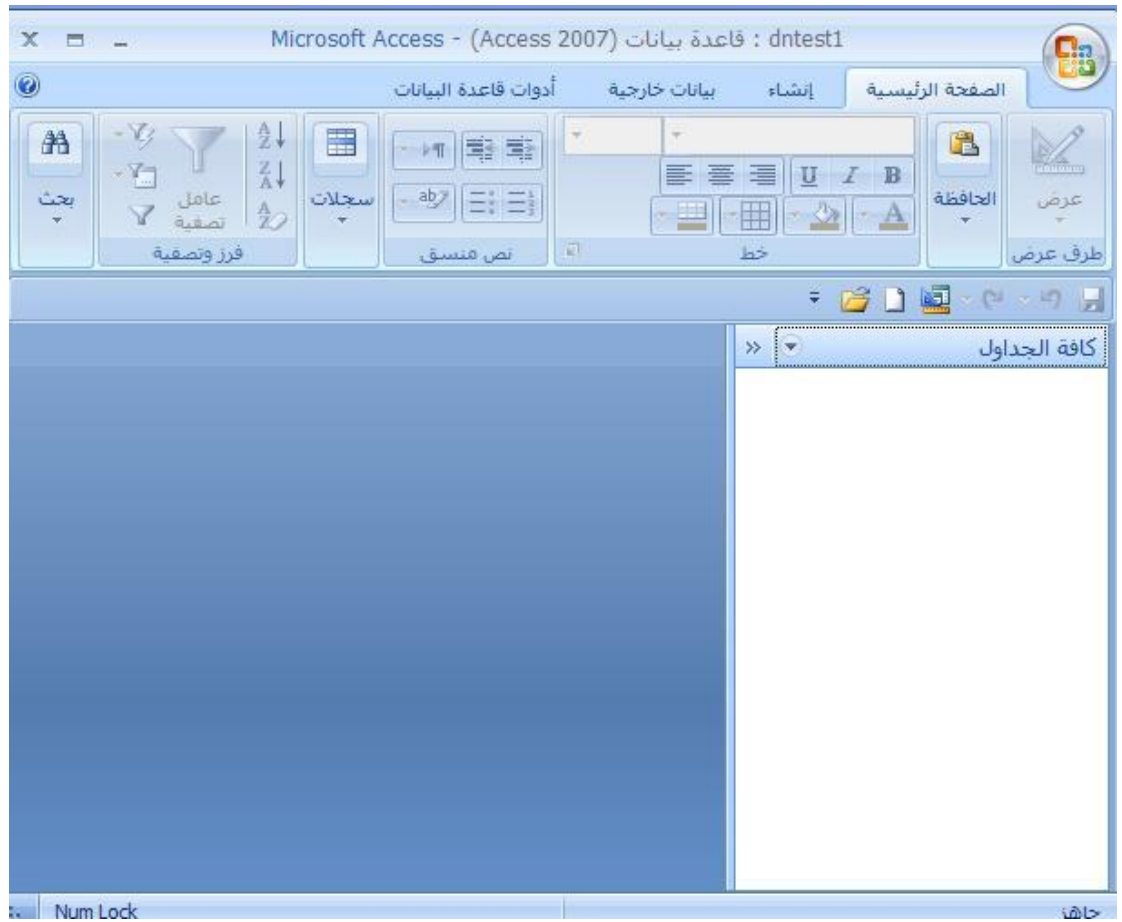 dntest1 : قاعدة بيانات (Access 2007) - Microsoft Access
الصفحة الرئيسية إنشاء بيانات خارجية أدوات قاعدة البيانات
عرض
الحافظة
B I U
A
سجلات
عامل تصفية
بحث
طرف عرض
خط
نص منسق
فرز وتصفية
كافة الجداول
جاهز
Num Lock